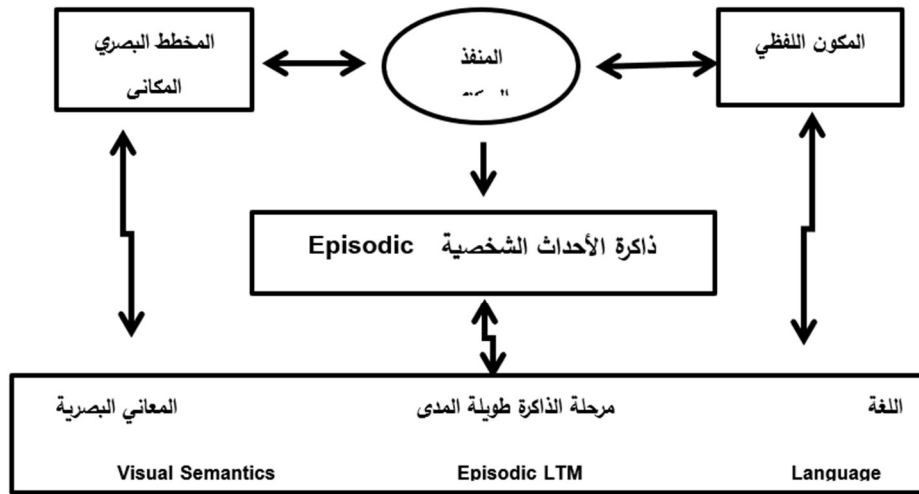 المكون اللفظي
المنفذ
المخطط البصري
المكانى
ذاكرة الأحداث الشخصية Episodic
اللغة مرحلة الذاكرة طويلة المدى المعاني البصرية
Visual Semantics Episodic LTM Language